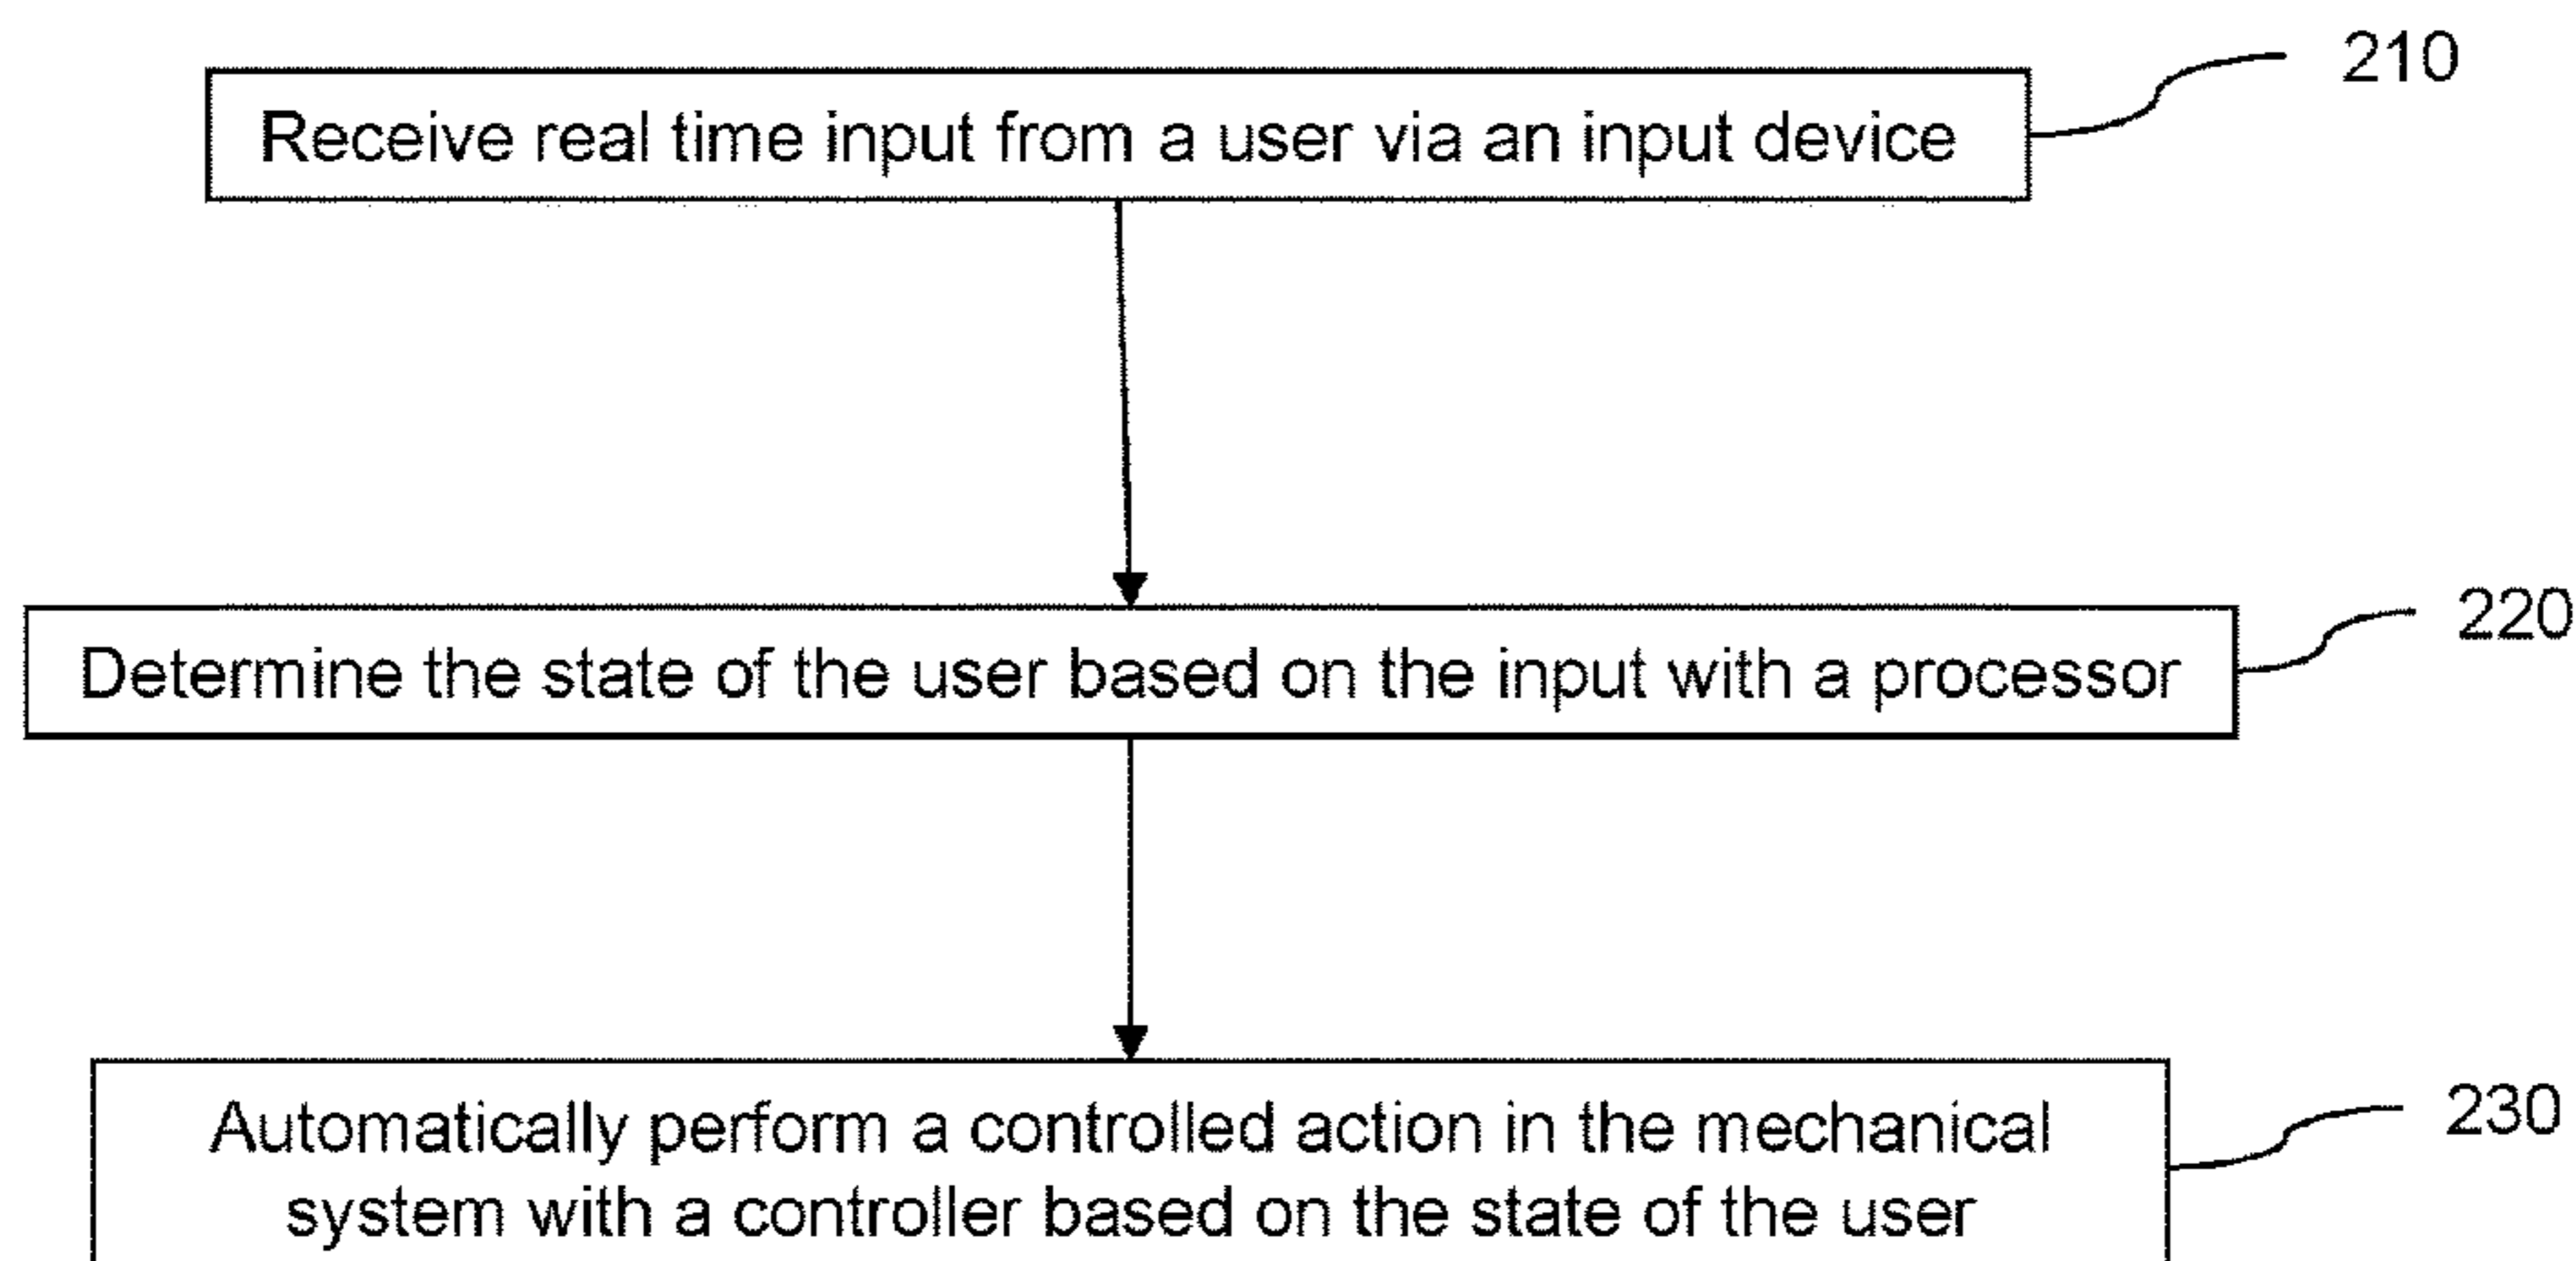 210
Receive real time input from a user via an input device
220
Determine the state of the user based on the input with a processor
230
Automatically perform a controlled action in the mechanical
system with a controller based on the state of the user